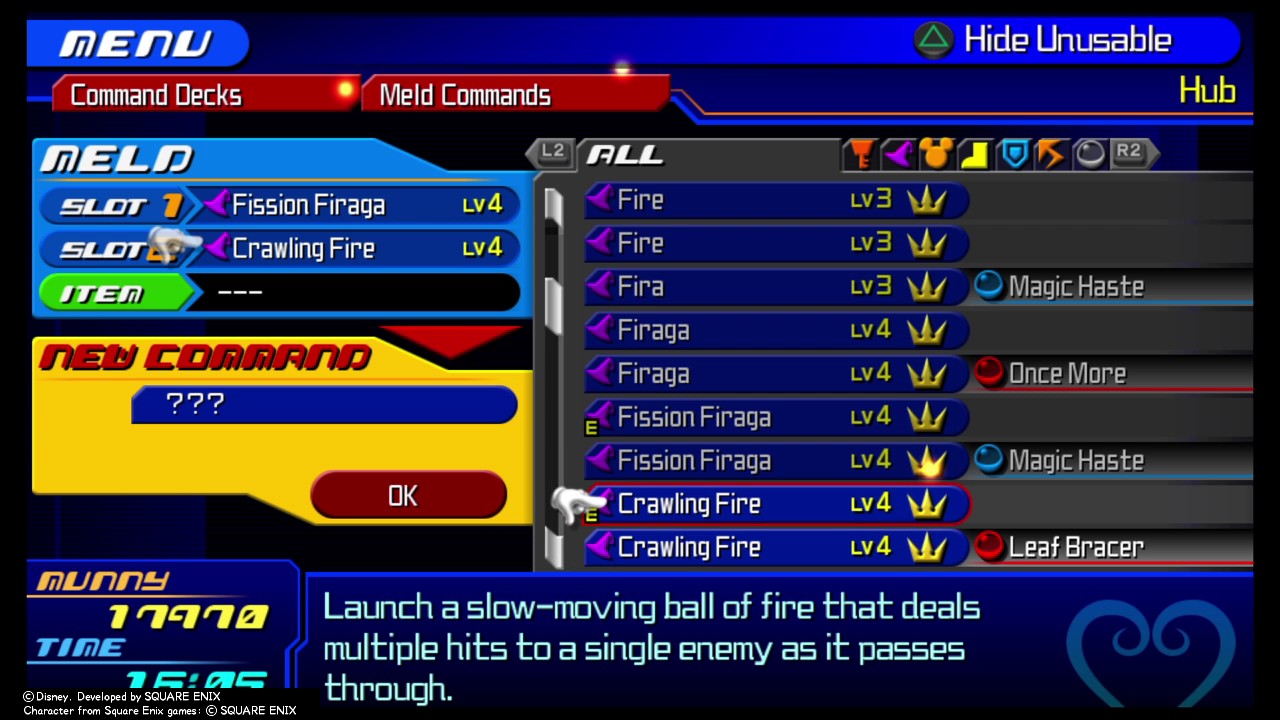 MENU
Hide Unusable
Command Decks
Meld Commands
Hub
MELD
L2
ALL
R2
SLOT 1 Fission Firaga LV4
SLOT Crawling Fire LV4
ITEM ---
NEW COMMAND
???
OK
Fire LV3
Fire LV3
Fira LV3 Magic Haste
Firaga LV4
Firaga LV4 Once More
E Fission Firaga LV4
Fission Firaga LV4 Magic Haste
E Crawling Fire LV4
Crawling Fire LV4 Leaf Bracer
MUNNY
17970
TIME
15:05
Launch a slow-moving ball of fire that deals
multiple hits to a single enemy as it passes
through.
©Disney. Developed by SQUARE ENIX
Character from Square Enix games: © SQUARE ENIX